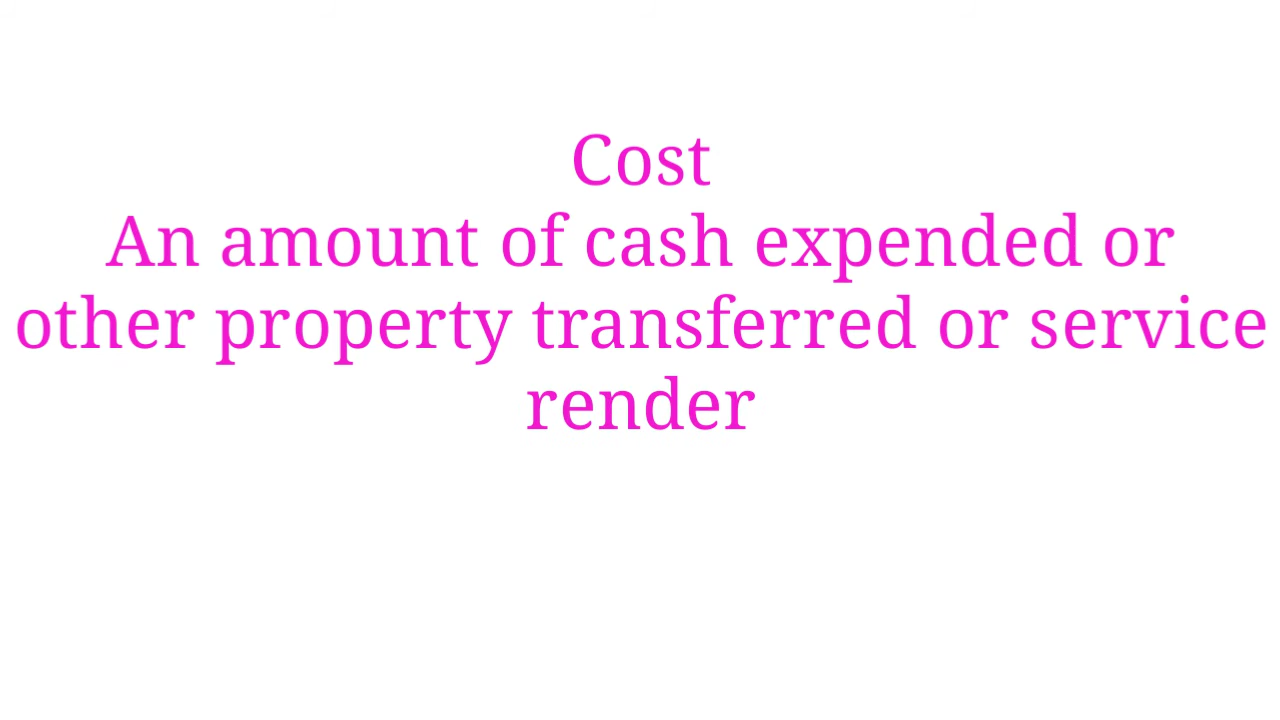 Cost
An amount of cash expended or
other property transferred or service
render